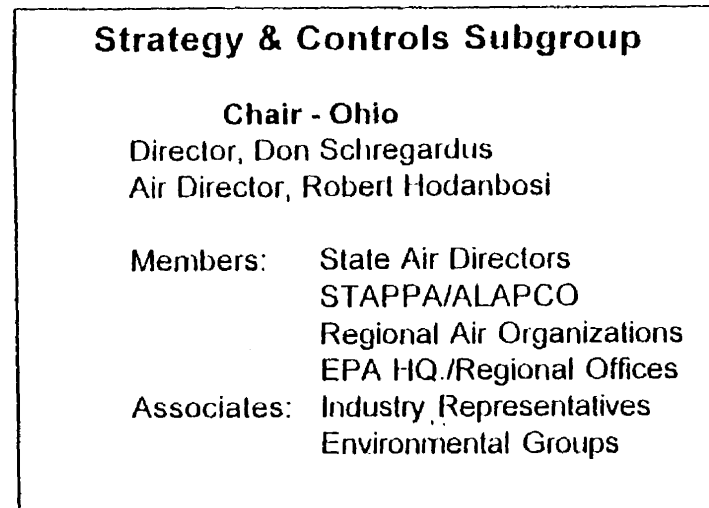 Strategy & Controls Subgroup
Chair - Ohio
Director, Don Schregardus
Air Director, Robert Hodanbosi
Members: State Air Directors
STAPPA/ALAPCO
Regional Air Organizations
EPA HQ./Regional Offices
Associates: Industry Representatives
Environmental Groups